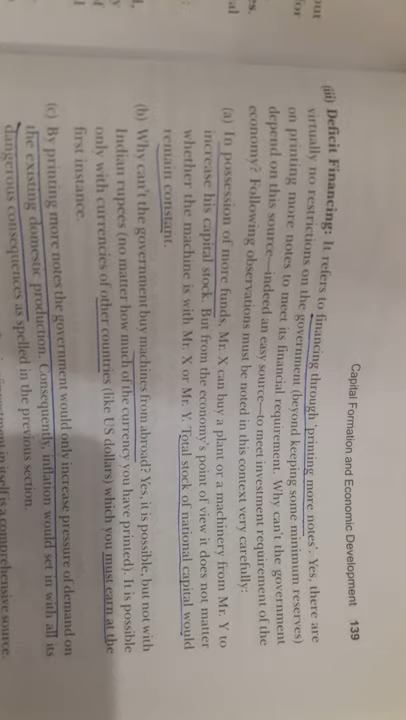 Capital Formation and Economic Development 139
(iii) Deficit Financing: It refers to financing through 'printing more notes'. Yes, there are
virtually no restrictions on the government (beyond keeping some minimum reserves)
on printing more notes to meet its financial requirement. Why can't the government
depend on this source—indeed an easy source—to meet investment requirement of the
economy? Following observations must be noted in this context very carefully:
(a) In possession of more funds, Mr. X can buy a plant or a machinery from Mr. Y to
increase his capital stock. But from the economy's point of view it does not matter
whether the machine is with Mr. X or Mr. Y. Total stock of national capital would
remain constant.
(b) Why can't the government buy machines from abroad? Yes, it is possible, but not with
Indian rupees (no matter how much of the currency you have printed). It is possible
only with currencies of other countries (like US dollars) which you must earn at the
first instance.
(c) By printing more notes the government would only increase pressure of demand on
the existing domestic production. Consequently, inflation would set in with all its
dangerous consequences as spelled in the previous section.
in itself is a comprehensive source.
out
for
es.
al